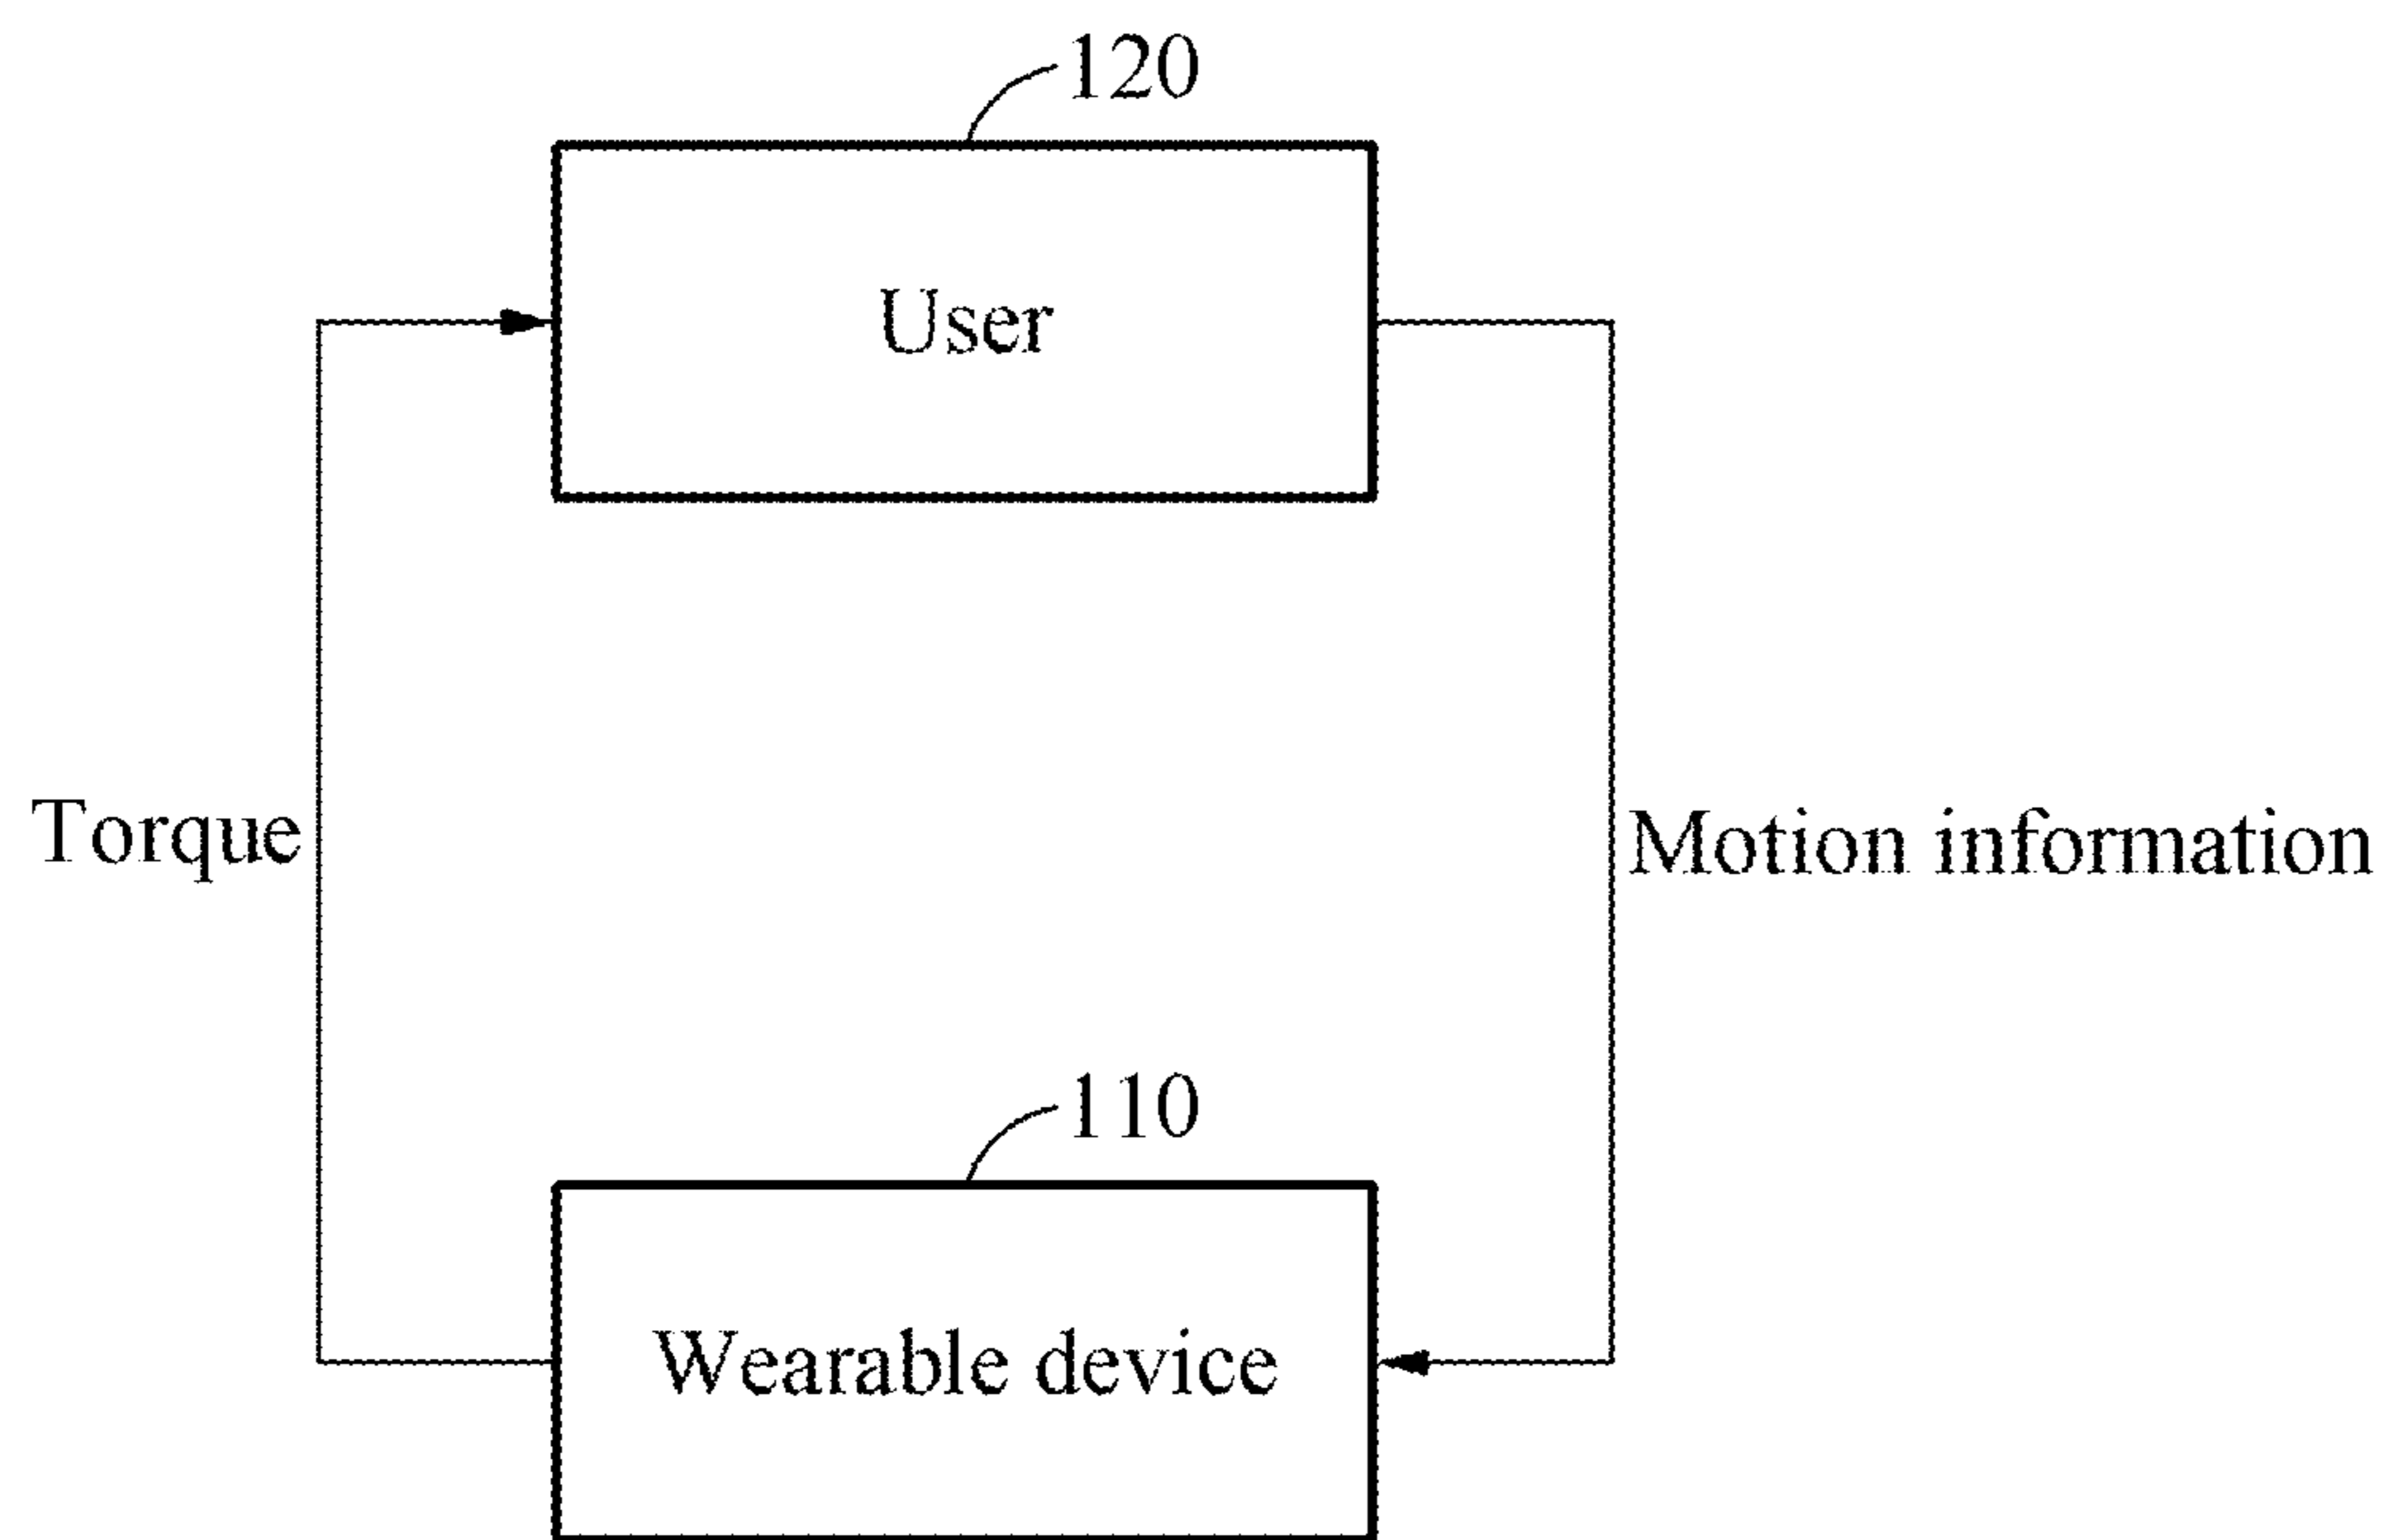 120
User
Torque
Motion information
110
Wearable device